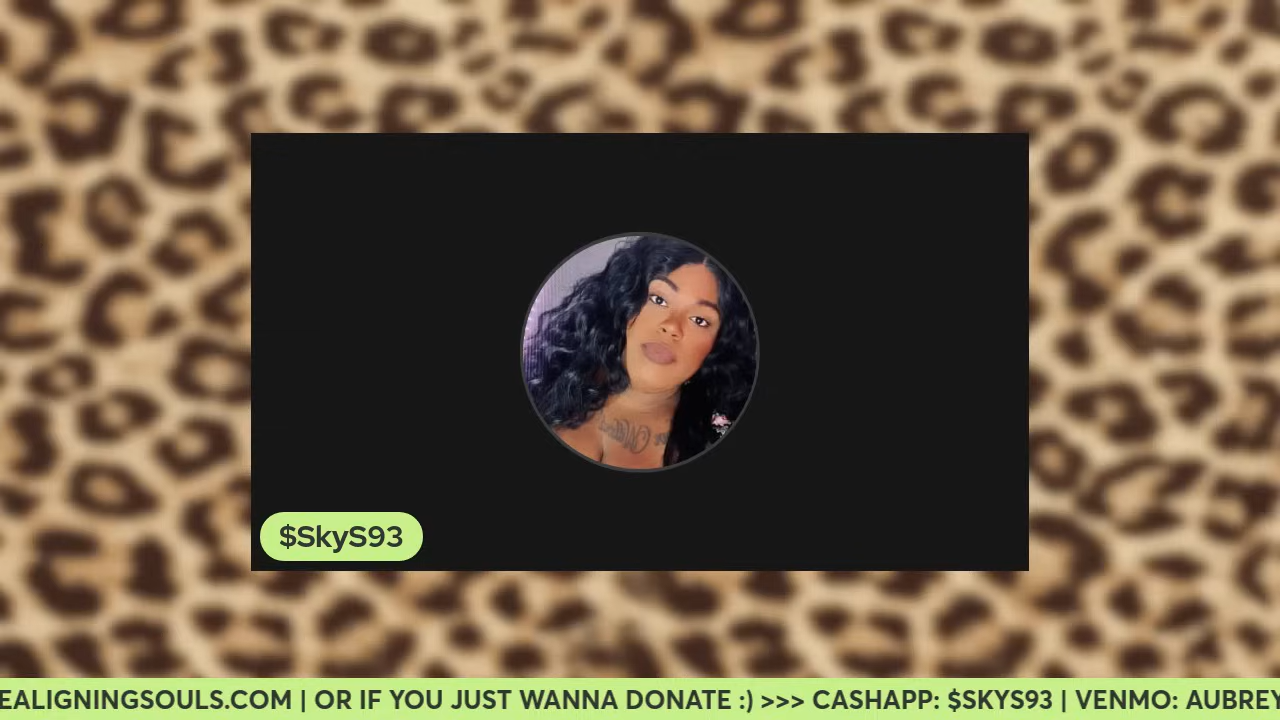 $SkyS93
EALIGNINGSOULS.COM | OR IF YOU JUST WANNA DONATE :) >>> CASHAPP: $SKYS93 | VENMO: AUBREY